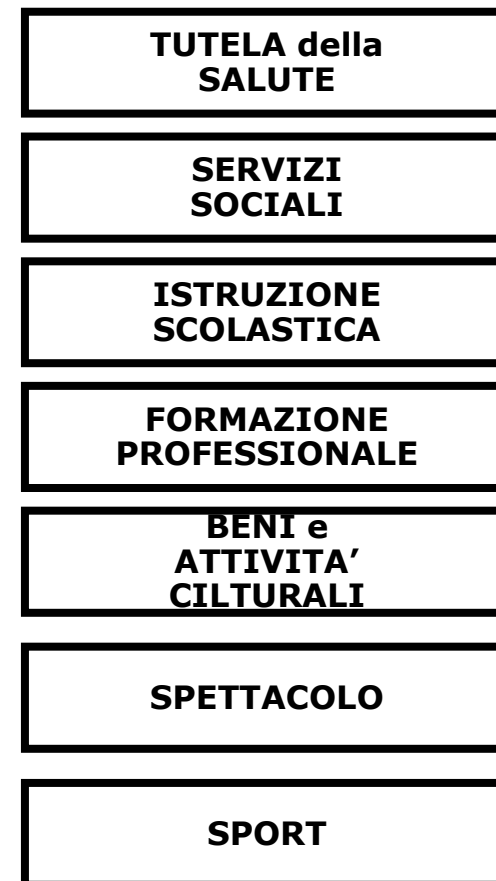 TUTELA della
SALUTE
SERVIZI
SOCIALI
ISTRUZIONE
SCOLASTICA
FORMAZIONE
PROFESSIONALE
BENI e
ATTIVITA’
CILTURALI
SPETTACOLO
SPORT